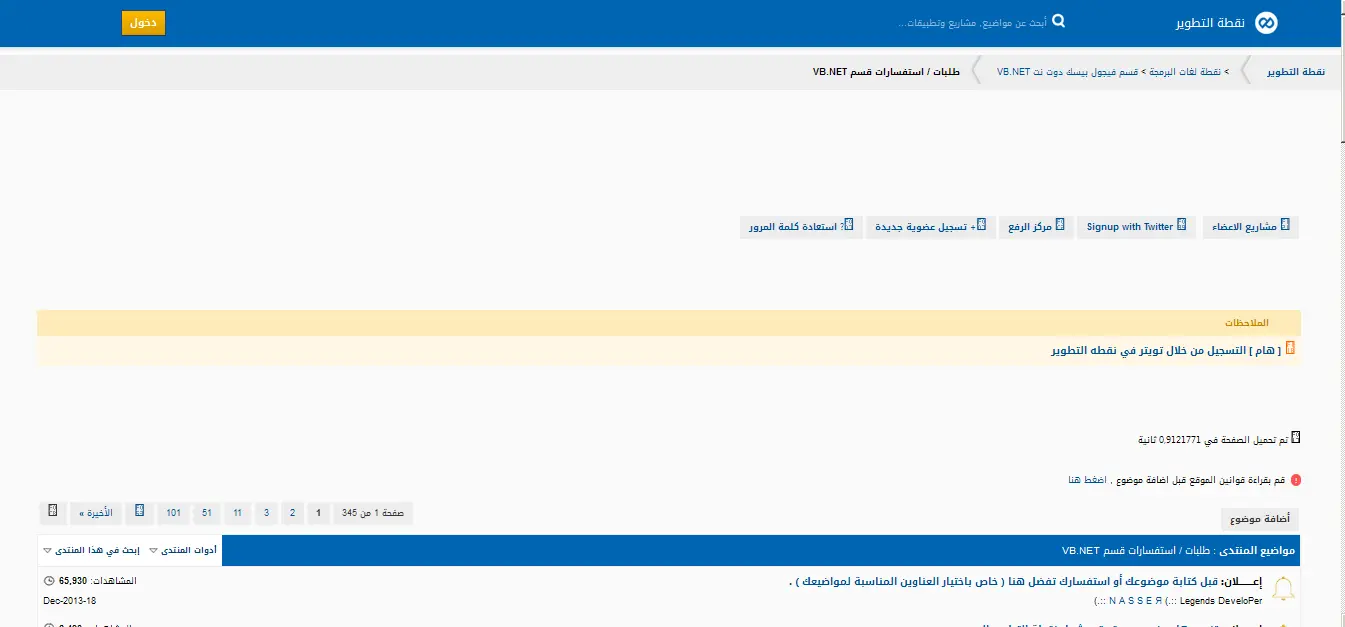 نقطة التطوير
أبحث عن مواضيع, مشاريع وتطبيقات...
دخول
نقطة التطوير
> نقطة لغات البرمجة > قسم فيجول بيسك دوت نت VB.NET
طلبات / استفسارات قسم VB.NET
مشاريع الاعضاء
Signup with Twitter
مركز الرفع
+ تسجيل عضوية جديدة
? استعادة كلمة المرور
الملاحظات
[ هام ] التسجيل من خلال تويتر في نقطه التطوير
تم تحميل الصفحة في 0,9121771 ثانية
قم بقراءة قوانين الموقع قبل اضافة موضوع , اضغط هنا
أضافة موضوع
صفحة 1 من 345 1 2 3 11 51 101 الأخيرة »
مواضيع المنتدى : طلبات / استفسارات قسم VB.NET
أدوات المنتدى إبحث في هذا المنتدى
إعـــــلان: قبل كتابة موضوعك أو استفسارك تفضل هنا ( خاص باختيار العناوين المناسبة لمواضيعك ) .
المشاهدات: 65,930
(.:: N A S S E Я ::.) Legends DeveloPer
18-Dec-2013